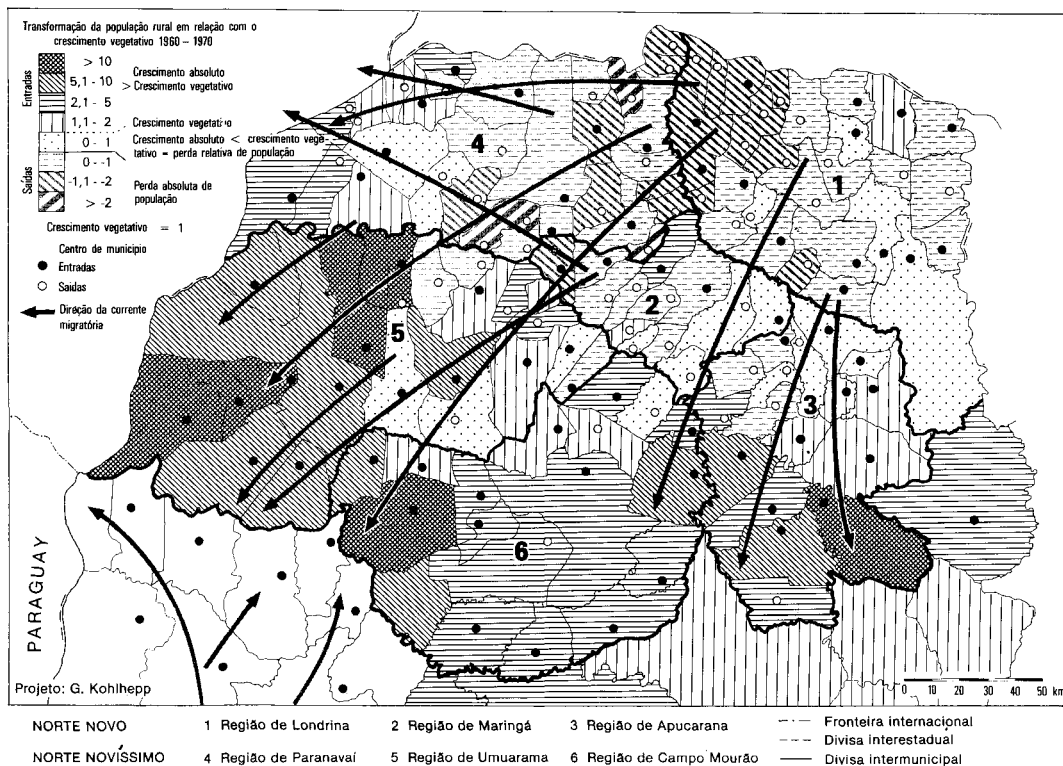 Transformação da população rural em relação com o
crescimento vegetativo 1960 – 1970
Entradas
> 10
5,1 - 10
2,1 - 5
1,1 - 2
0 - 1
Crescimento absoluto
> Crescimento vegetativo
Crescimento vegetativo
Crescimento absoluto < crescimento vege-
tativo = perda relativa de população
Saídas
0 - -1
-1,1 - -2
> -2
Perda absoluta de
população
Crescimento vegetativo = 1
Centro de município
Entradas
Saídas
Direção da corrente
migratória
4
1
2
5
3
6
PARAGUAY
Projeto: G. Kohlhepp
0 10 20 30 40 50 km
NORTE NOVO 1 Região de Londrina 2 Região de Maringá 3 Região de Apucarana
NORTE NOVÍSSIMO 4 Região de Paranavaí 5 Região de Umuarama 6 Região de Campo Mourão
Fronteira internacional
Divisa interestadual
Divisa intermunicipal